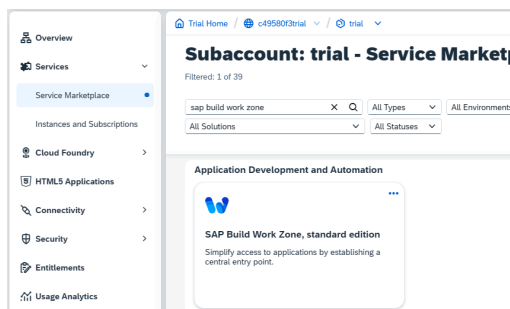 Overview
Services
Service Marketplace
Instances and Subscriptions
Cloud Foundry
HTML5 Applications
Connectivity
Security
Entitlements
Usage Analytics
Trial Home / c49580f3trial / trial
Subaccount: trial - Service Marketp
Filtered: 1 of 39
sap build work zone All Types All Environments
All Solutions All Statuses
Application Development and Automation
SAP Build Work Zone, standard edition
Simplify access to applications by establishing a
central entry point.